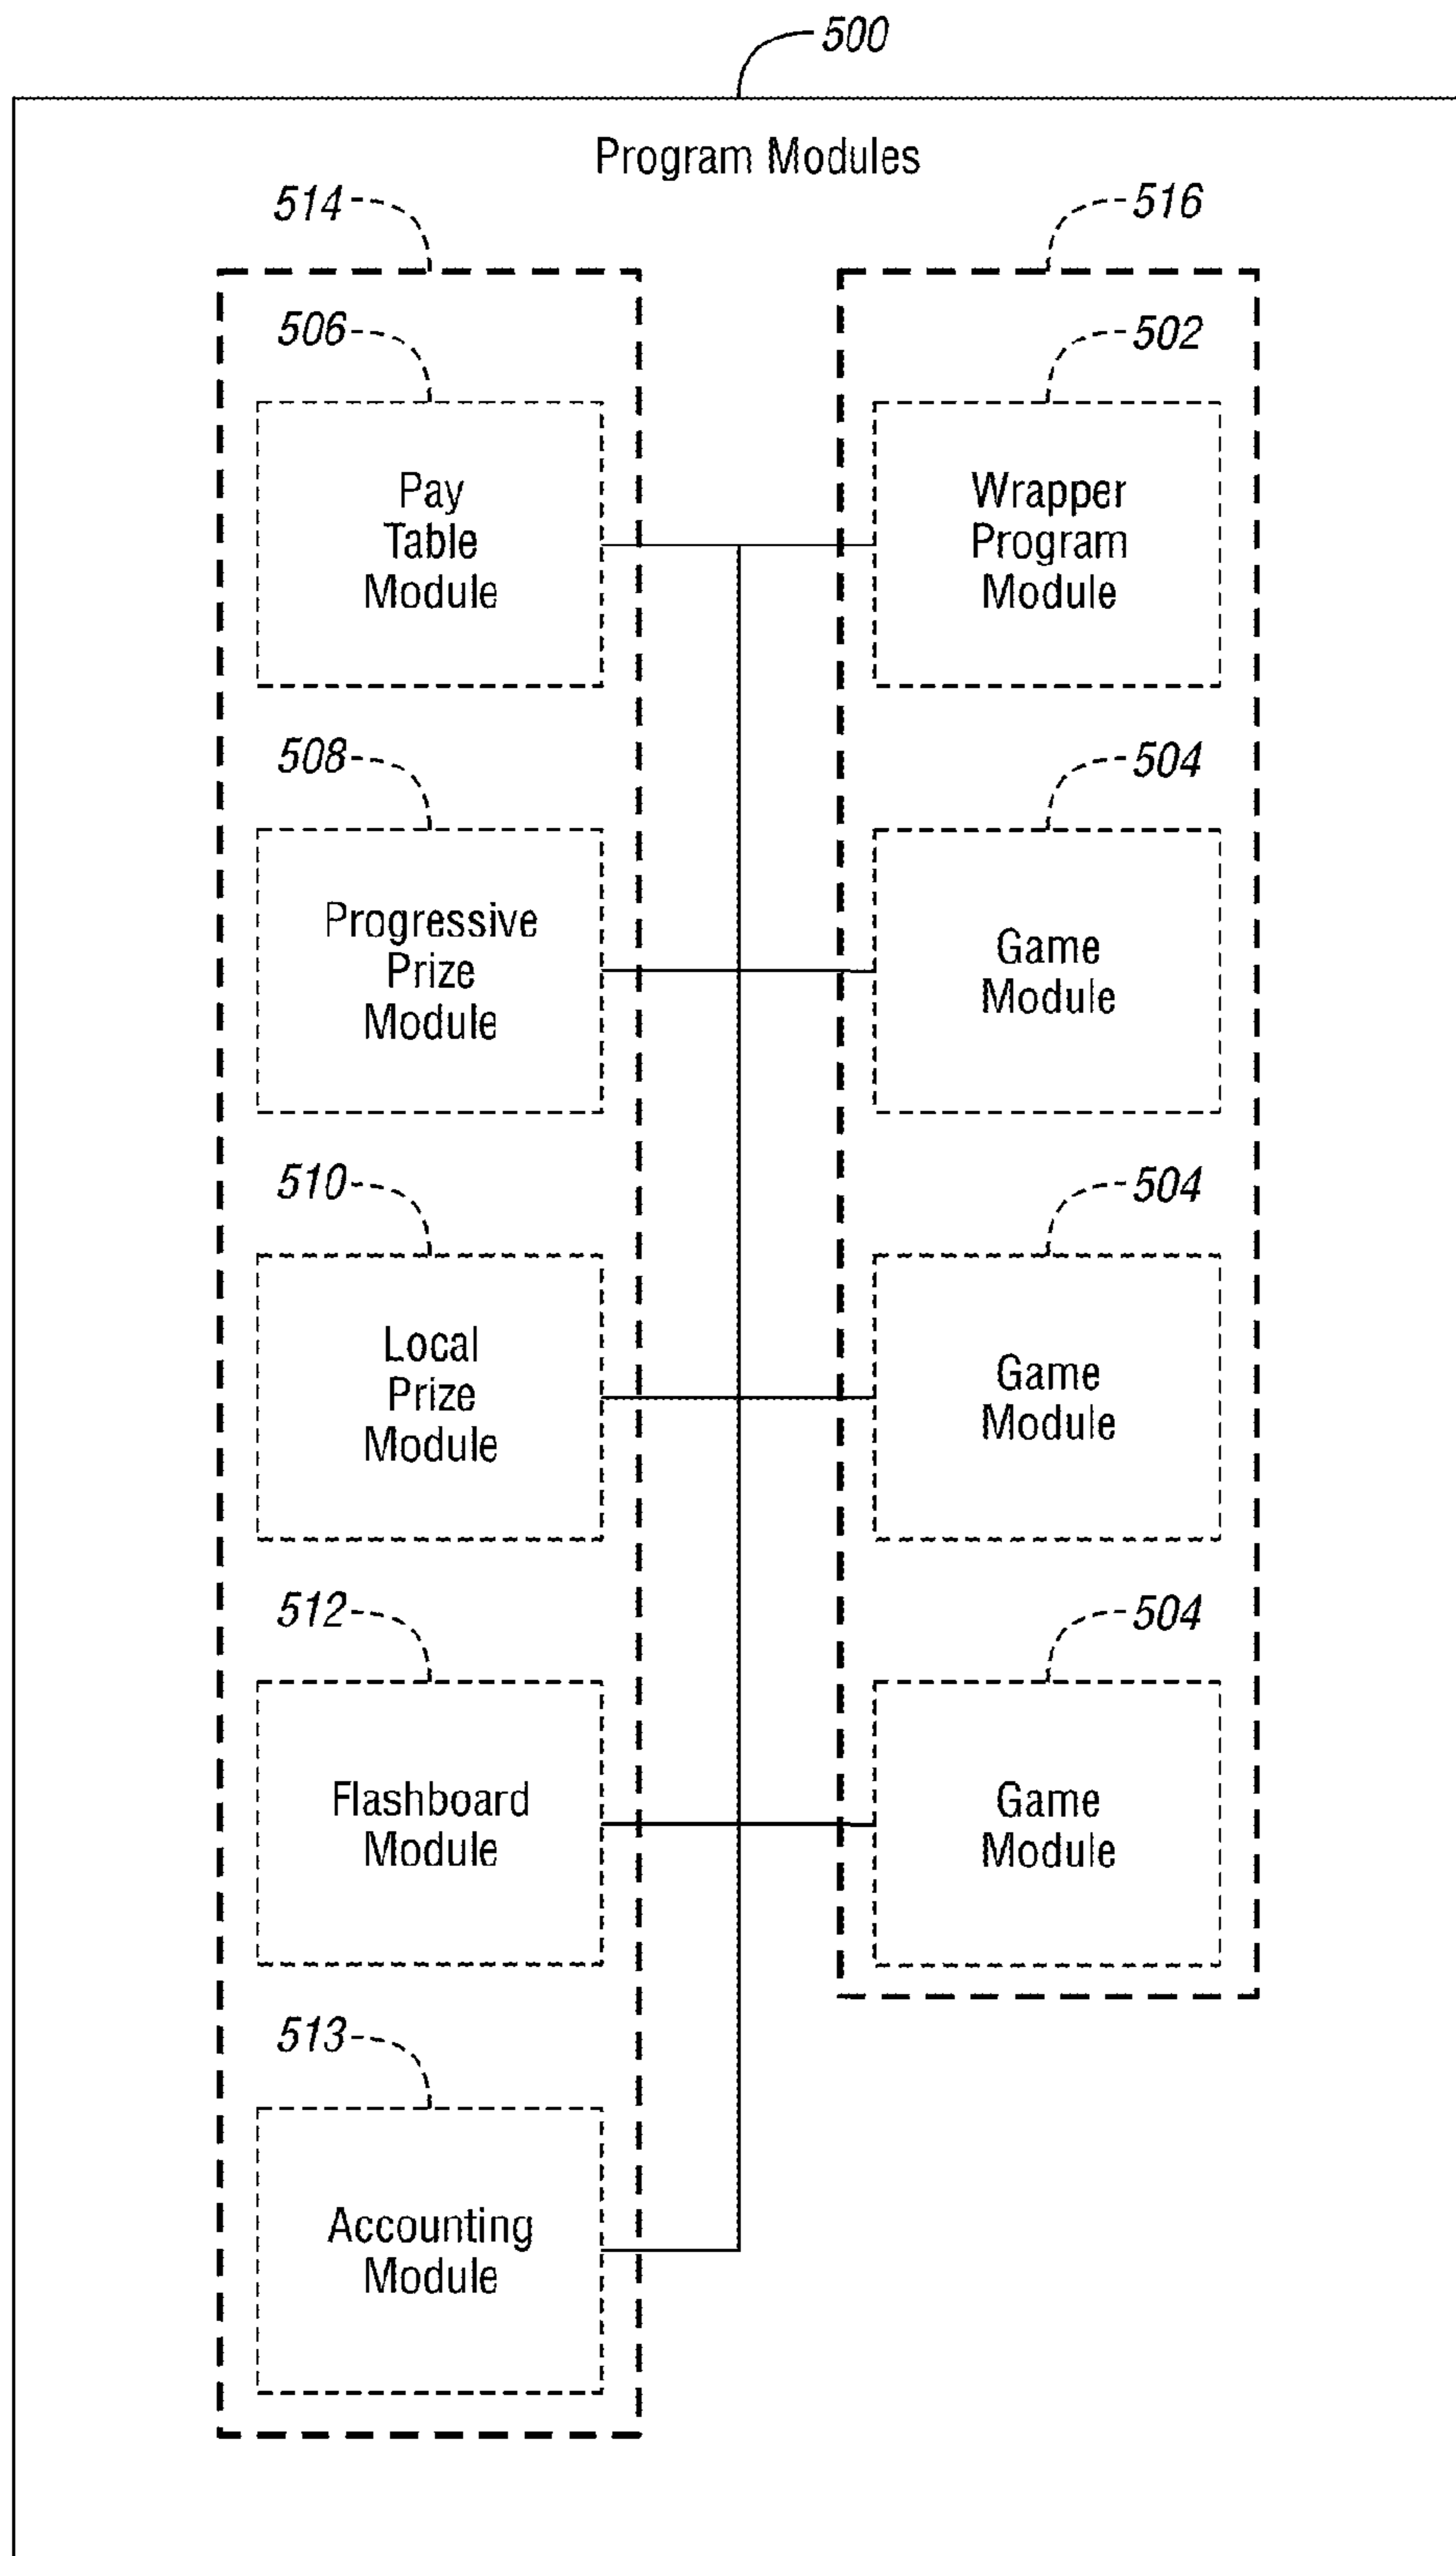 500
Program Modules
514
516
506
502
Pay
Table
Module
Wrapper
Program
Module
508
504
Progressive
Prize
Module
Game
Module
510
504
Local
Prize
Module
Game
Module
512
504
Flashboard
Module
Game
Module
513
Accounting
Module